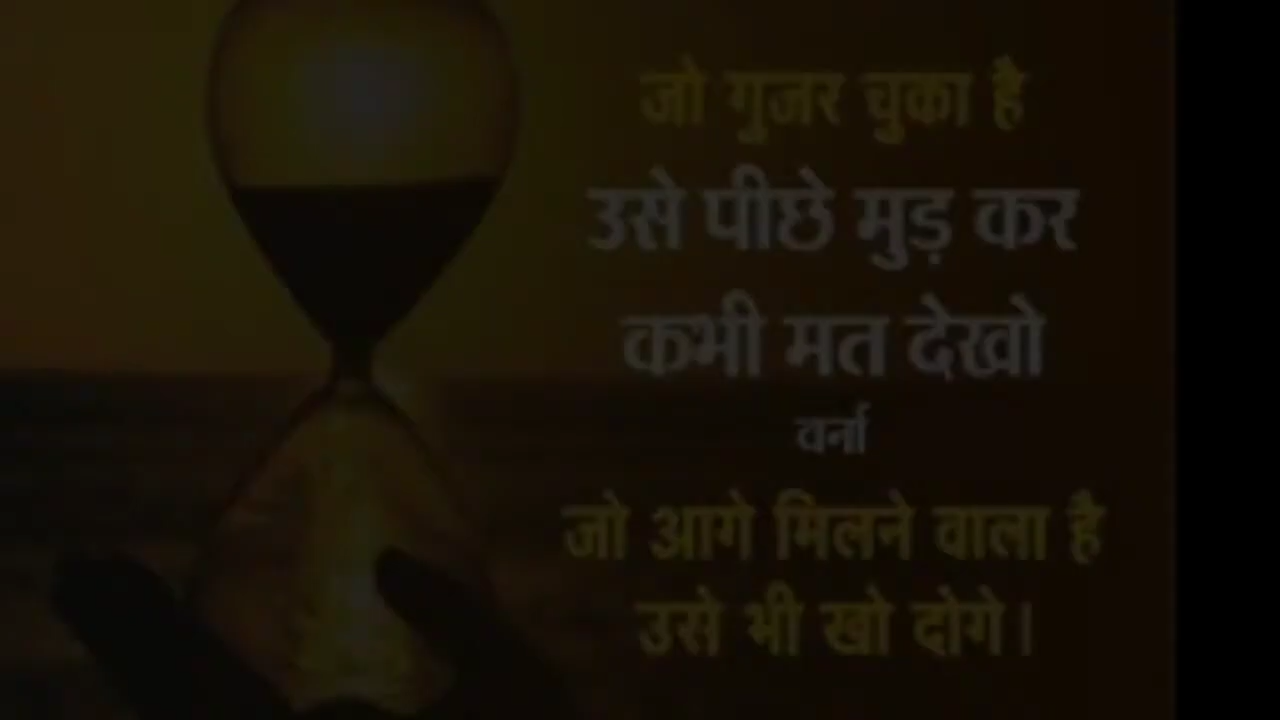 जो गुजर चुका है
उसे पीछे मुड़ कर
कभी मत देखो
वर्ना
जो आगे मिलने वाला है
उसे भी खो दोगे।